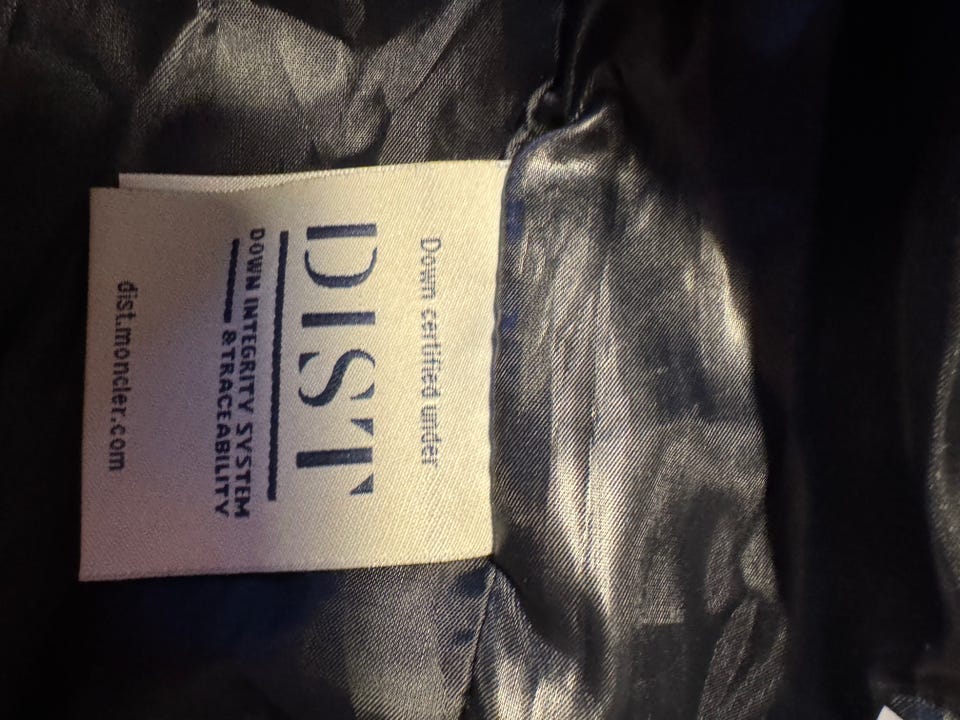 Down certified under
DIST
DOWN INTEGRITY SYSTEM
& TRACEABILITY
dist.moncler.com